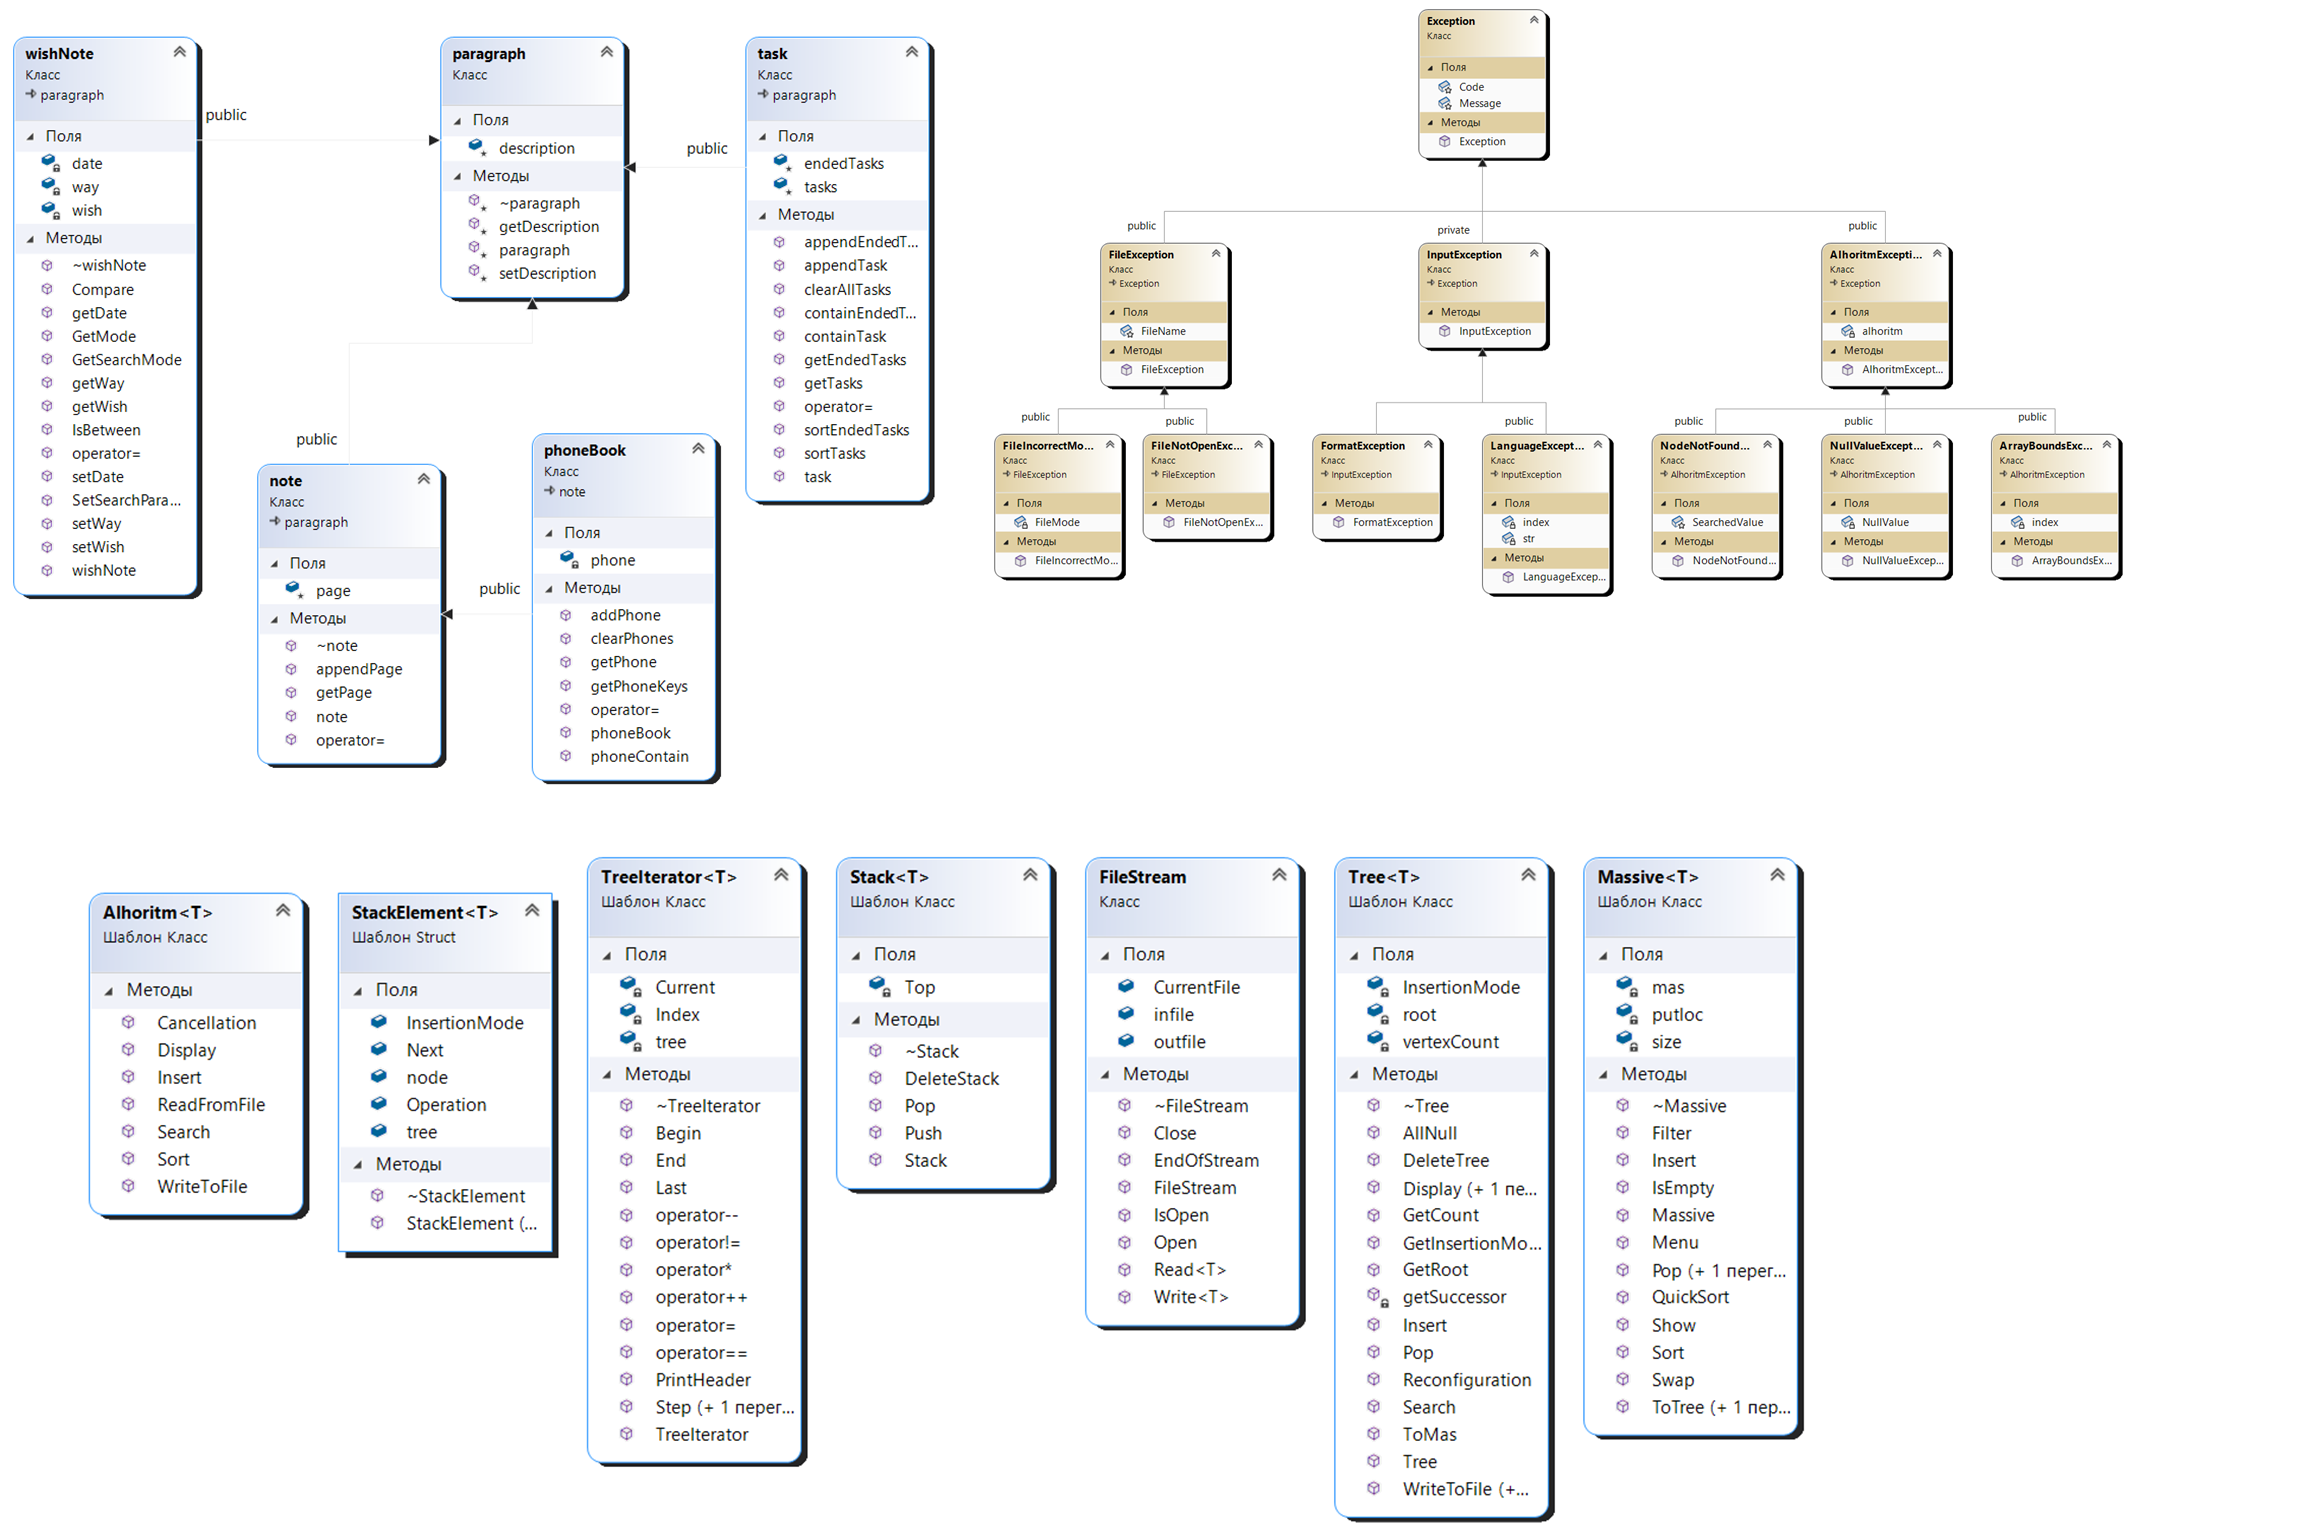 wishNote
Класс
paragraph
Поля
date
way
wish
Методы
~wishNote
Compare
getDate
GetMode
GetSearchMode
getWay
getWish
IsBetween
operator=
setDate
SetSearchPara...
setWay
setWish
wishNote
public
paragraph
Класс
Поля
description
Методы
~paragraph
getDescription
paragraph
setDescription
public
task
Класс
paragraph
Поля
endedTasks
tasks
Методы
appendEndedT...
appendTask
clearAllTasks
containEndedT...
containTask
getEndedTasks
getTasks
operator=
sortEndedTasks
sortTasks
task
public
note
Класс
paragraph
Поля
page
Методы
~note
appendPage
getPage
note
operator=
public
phoneBook
Класс
note
Поля
phone
Методы
addPhone
clearPhones
getPhone
getPhoneKeys
operator=
phoneBook
phoneContain
Exception
Класс
Поля
Code
Message
Методы
Exception
public
private
public
FileException
Класс
Exception
Поля
FileName
Методы
FileException
InputException
Класс
Exception
Методы
InputException
AlhoritmExcepti...
Класс
Exception
Поля
alhoritm
Методы
AlhoritmExcept...
public
public
public
public
public
public
FileIncorrectMo...
Класс
FileException
Поля
FileMode
Методы
FileIncorrectMo...
FileNotOpenExc...
Класс
FileException
Методы
FileNotOpenEx...
FormatException
Класс
InputException
Методы
FormatException
LanguageExcept...
Класс
InputException
Поля
index
str
Методы
LanguageExcep...
NodeNotFound...
Класс
AlhoritmException
Поля
SearchedValue
Методы
NodeNotFound...
NullValueExcept...
Класс
AlhoritmException
Поля
NullValue
Методы
NullValueExcep...
ArrayBoundsExc...
Класс
AlhoritmException
Поля
index
Методы
ArrayBoundsEx...
Alhoritm<T>
Шаблон Класс
Методы
Cancellation
Display
Insert
ReadFromFile
Search
Sort
WriteToFile
StackElement<T>
Шаблон Struct
Поля
InsertionMode
Next
node
Operation
tree
Методы
~StackElement
StackElement (...
TreeIterator<T>
Шаблон Класс
Поля
Current
Index
tree
Методы
~TreeIterator
Begin
End
Last
operator--
operator!=
operator*
operator++
operator=
operator==
PrintHeader
Step (+ 1 перег...
TreeIterator
Stack<T>
Шаблон Класс
Поля
Top
Методы
~Stack
DeleteStack
Pop
Push
Stack
FileStream
Класс
Поля
CurrentFile
infile
outfile
Методы
~FileStream
Close
EndOfStream
FileStream
IsOpen
Open
Read<T>
Write<T>
Tree<T>
Шаблон Класс
Поля
InsertionMode
root
vertexCount
Методы
~Tree
AllNull
DeleteTree
Display (+ 1 пе...
GetCount
GetInsertionMo...
GetRoot
getSuccessor
Insert
Pop
Reconfiguration
Search
ToMas
Tree
WriteToFile (+...
Massive<T>
Шаблон Класс
Поля
mas
putloc
size
Методы
~Massive
Filter
Insert
IsEmpty
Massive
Menu
Pop (+ 1 перег...
QuickSort
Show
Sort
Swap
ToTree (+ 1 пер...